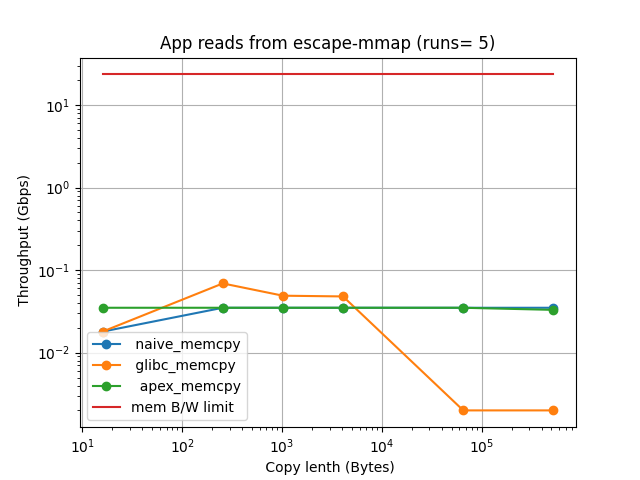 App reads from escape-mmap (runs= 5)
Throughput (Gbps)
10¹
10⁰
10⁻¹
10⁻²
naive_memcpy
glibc_memcpy
apex_memcpy
mem B/W limit
10¹ 10² 10³ 10⁴ 10⁵
Copy lenth (Bytes)